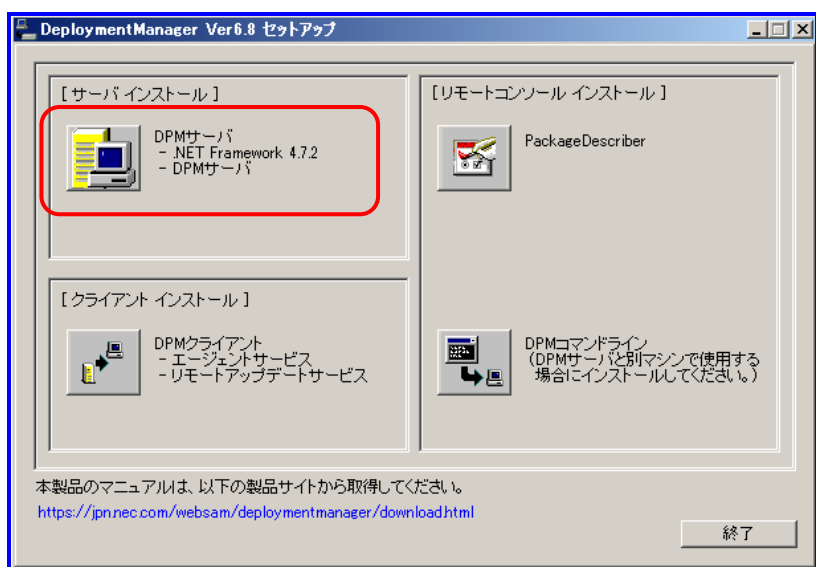 DeploymentManager Ver6.8 セットアップ
[ サーバ インストール ]
DPMサーバ
- .NET Framework 4.7.2
- DPMサーバ
[ リモートコンソール インストール ]
PackageDescriber
[ クライアント インストール ]
DPMクライアント
- エージェントサービス
- リモートアップデートサービス
DPMコマンドライン
(DPMサーバと別マシンで使用する
場合にインストールしてください。)
本製品のマニュアルは、以下の製品サイトから取得してください。
https://jpn.nec.com/websam/deploymentmanager/download.html
終了